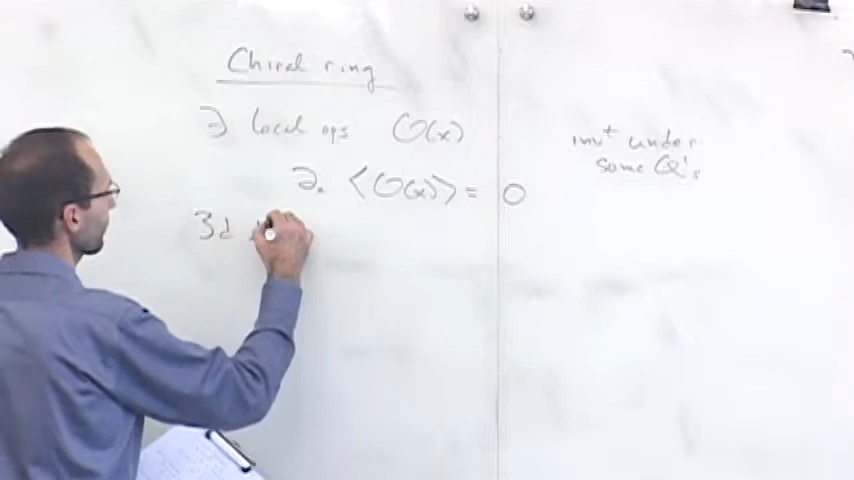 Chiral ring
∃ local ops O(x)
inv^t under
some Q's
∂. <O(x)> = 0
3d